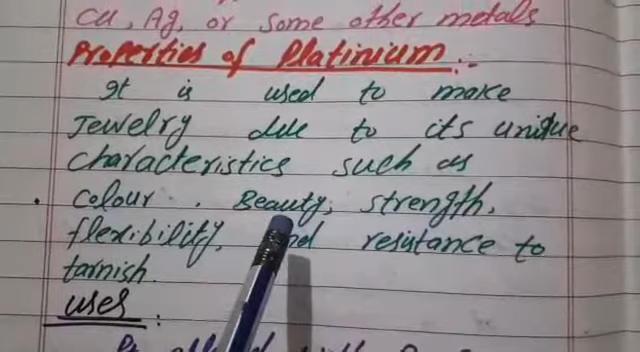 Cu, Ag, or some other metals
Properties of Platinium :-
It is used to make
Jewelry due to its unique
characteristics such as
colour . Beauty, strength,
flexibility, and resistance to
tarnish.
Uses :
Pt